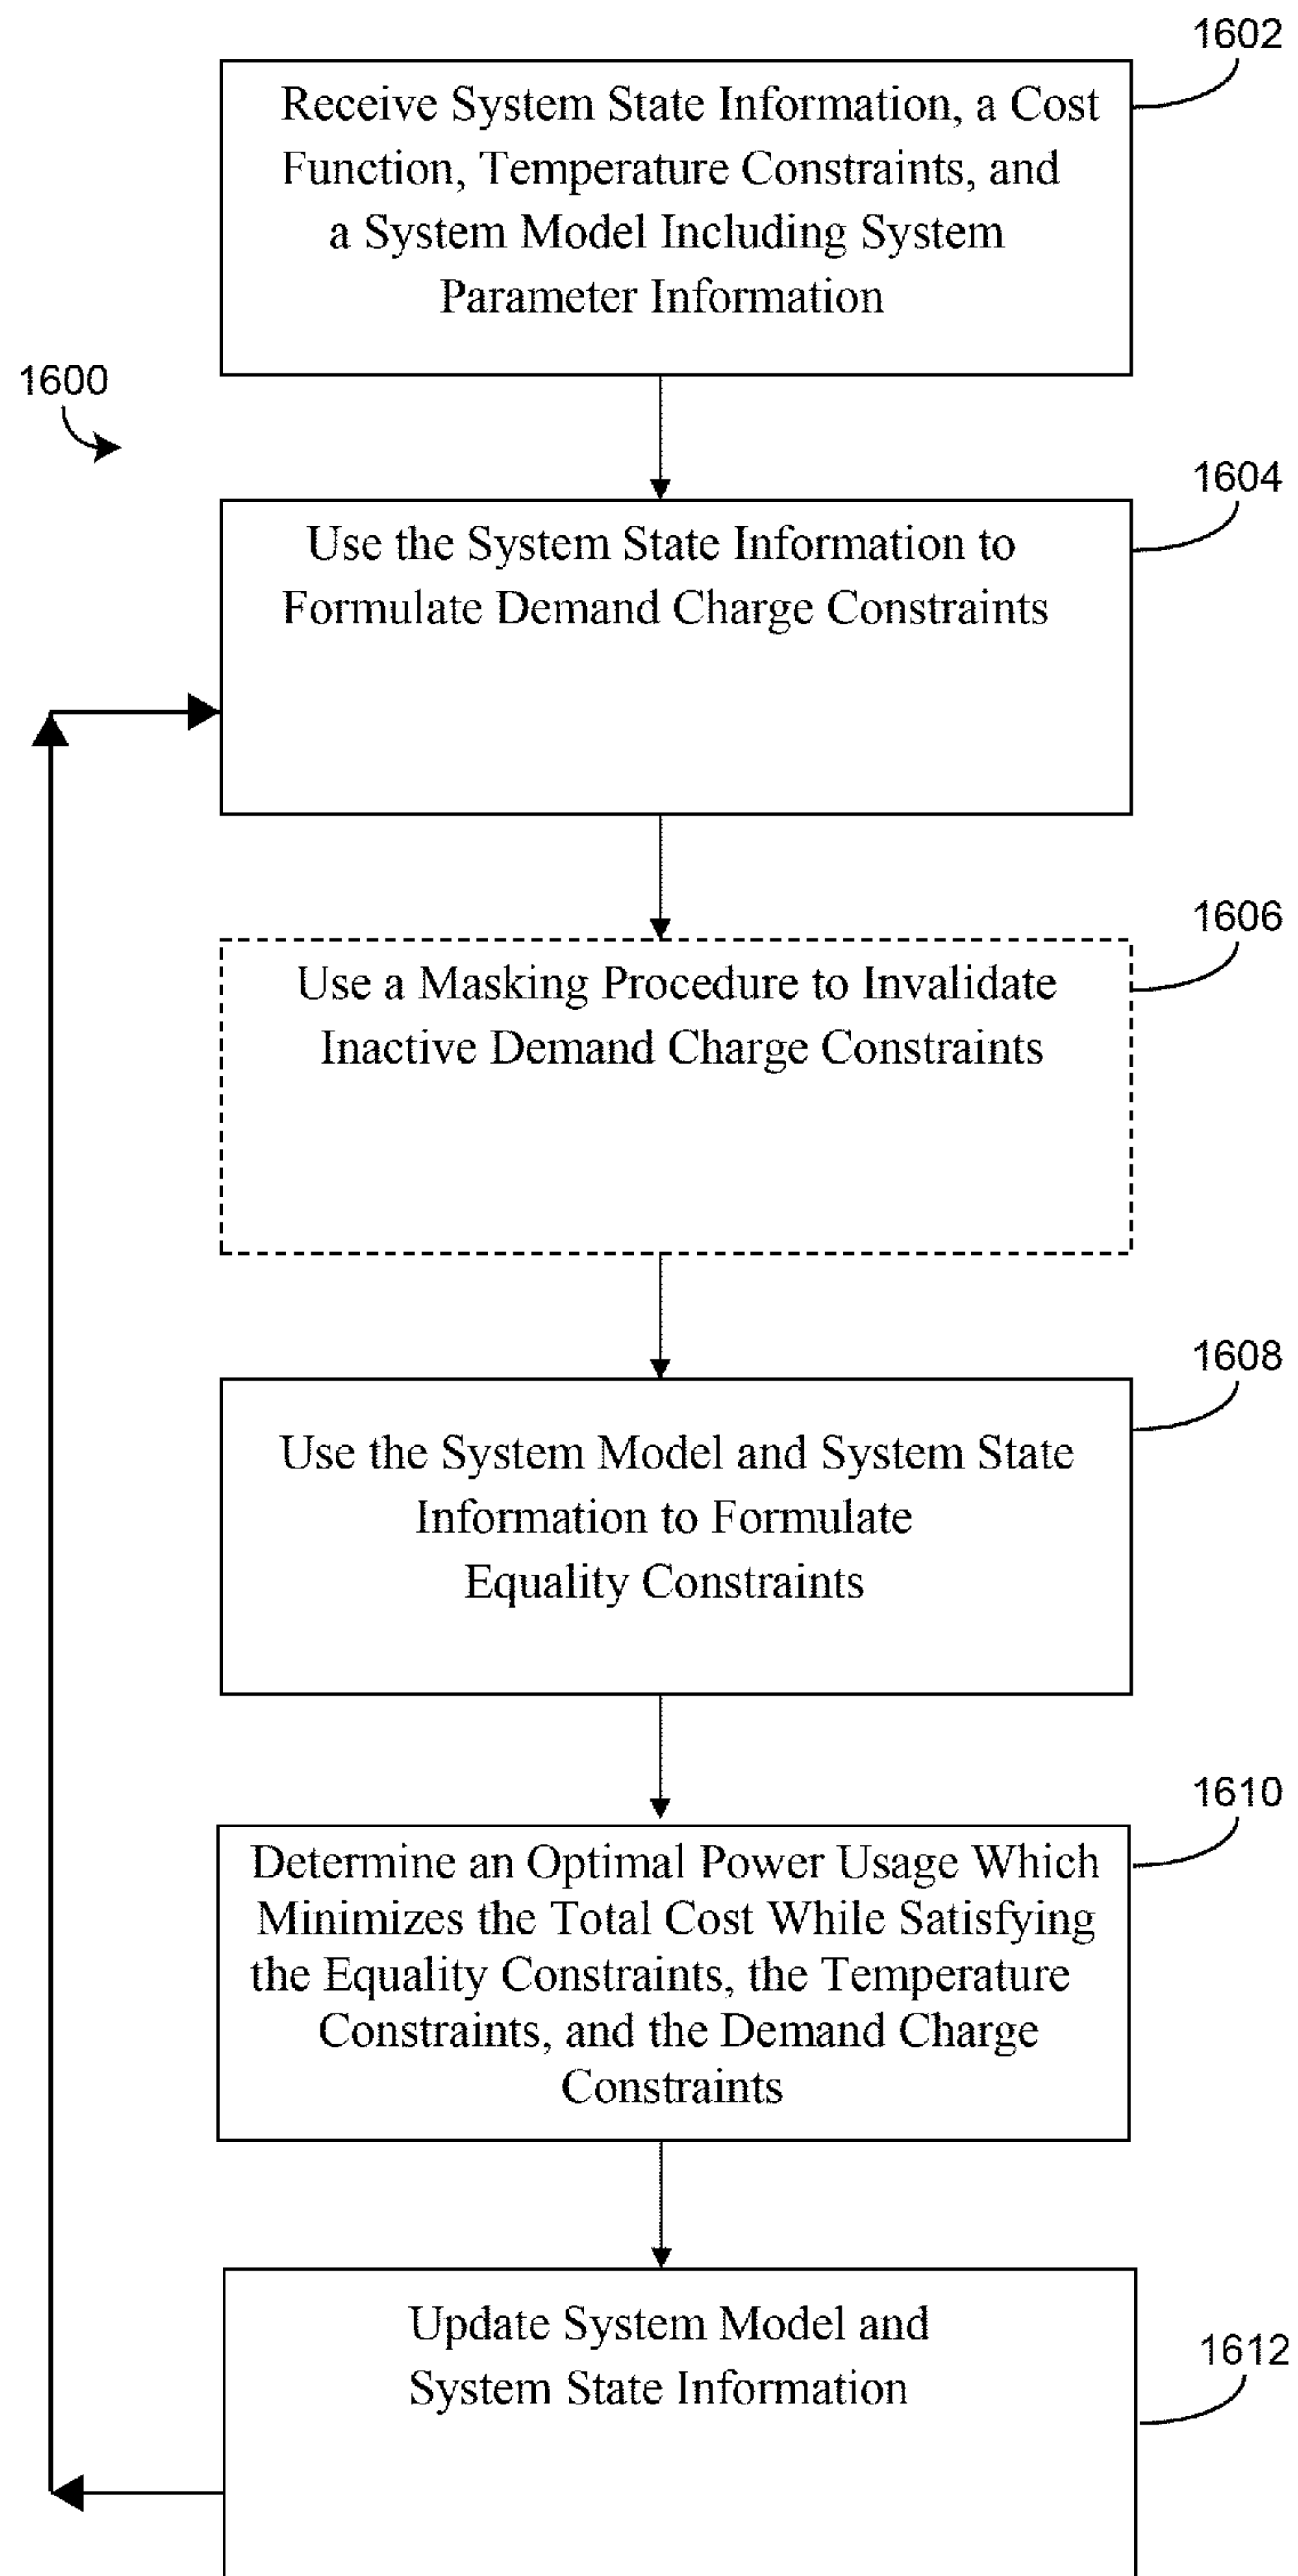 1602
Receive System State Information, a Cost
Function, Temperature Constraints, and
a System Model Including System
Parameter Information
1600
1604
Use the System State Information to
Formulate Demand Charge Constraints
1606
Use a Masking Procedure to Invalidate
Inactive Demand Charge Constraints
1608
Use the System Model and System State
Information to Formulate
Equality Constraints
1610
Determine an Optimal Power Usage Which
Minimizes the Total Cost While Satisfying
the Equality Constraints, the Temperature
Constraints, and the Demand Charge
Constraints
Update System Model and
1612
System State Information